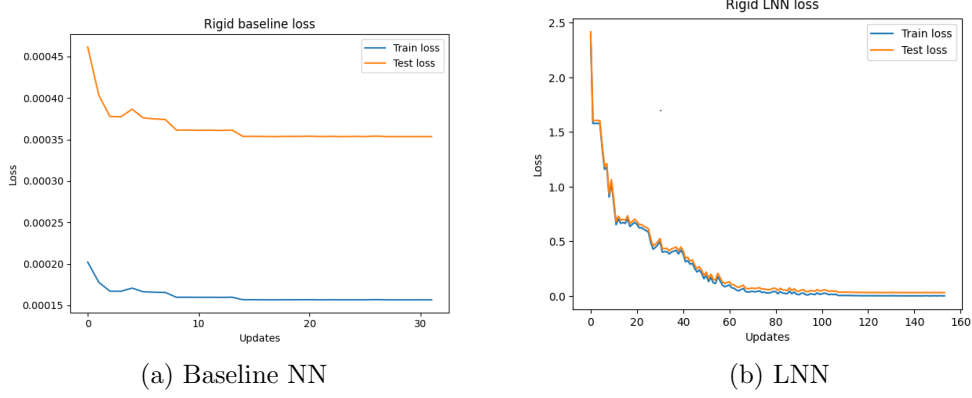 Rigid baseline loss
Train loss
Test loss
0.00045
0.00040
0.00035
0.00030
0.00025
0.00020
0.00015
Loss
0 10 20 30
Updates
(a) Baseline NN
Rigid LNN loss
Train loss
Test loss
2.5
2.0
1.5
1.0
0.5
0.0
Loss
0 20 40 60 80 100 120 140 160
Updates
(b) LNN